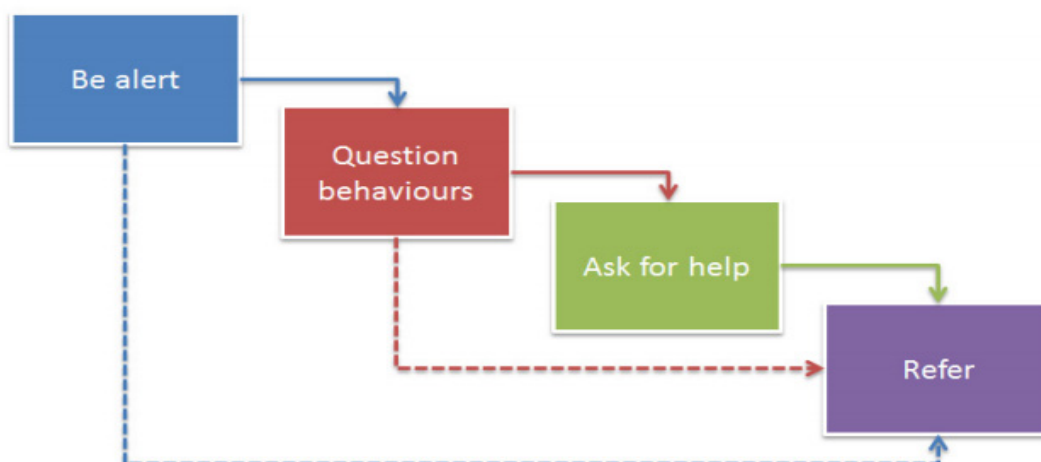 Be alert
Question
behaviours
Ask for help
Refer